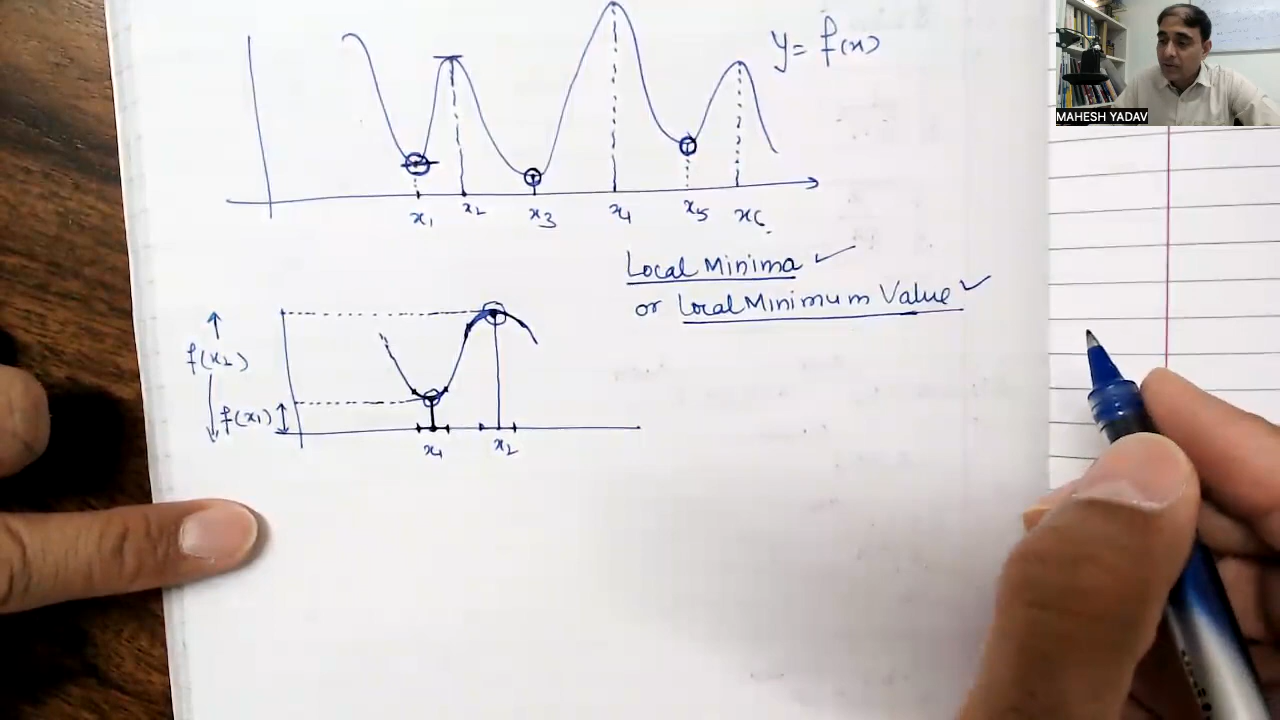 y = f(x)
MAHESH YADAV
x₁ x₂ x₃ x₄ x₅ x₆
Local Minima ✓
or Local Minimum Value ✓
f(x₂)
f(x₁)
x₁ x₂